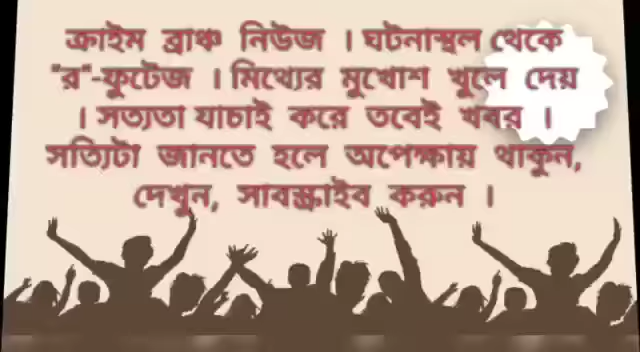 ক্রাইম ব্রাঞ্চ নিউজ । ঘটনাস্থল থেকে
"র"-ফুটেজ । মিথ্যের মুখোশ খুলে দেয়
। সত্যতা যাচাই করে তবেই খবর ।
সত্যিটা জানতে হলে অপেক্ষায় থাকুন,
দেখুন, সাবস্ক্রাইব করুন ।